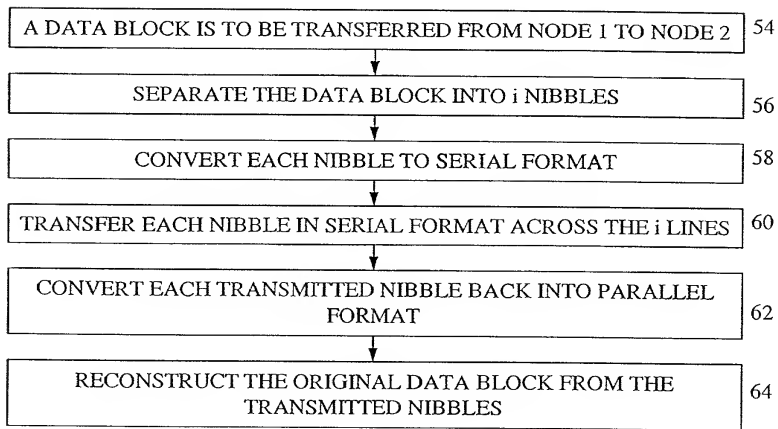 A DATA BLOCK IS TO BE TRANSFERRED FROM NODE 1 TO NODE 2 54
SEPARATE THE DATA BLOCK INTO i NIBBLES 56
CONVERT EACH NIBBLE TO SERIAL FORMAT 58
TRANSFER EACH NIBBLE IN SERIAL FORMAT ACROSS THE i LINES 60
CONVERT EACH TRANSMITTED NIBBLE BACK INTO PARALLEL
FORMAT 62
RECONSTRUCT THE ORIGINAL DATA BLOCK FROM THE
TRANSMITTED NIBBLES 64